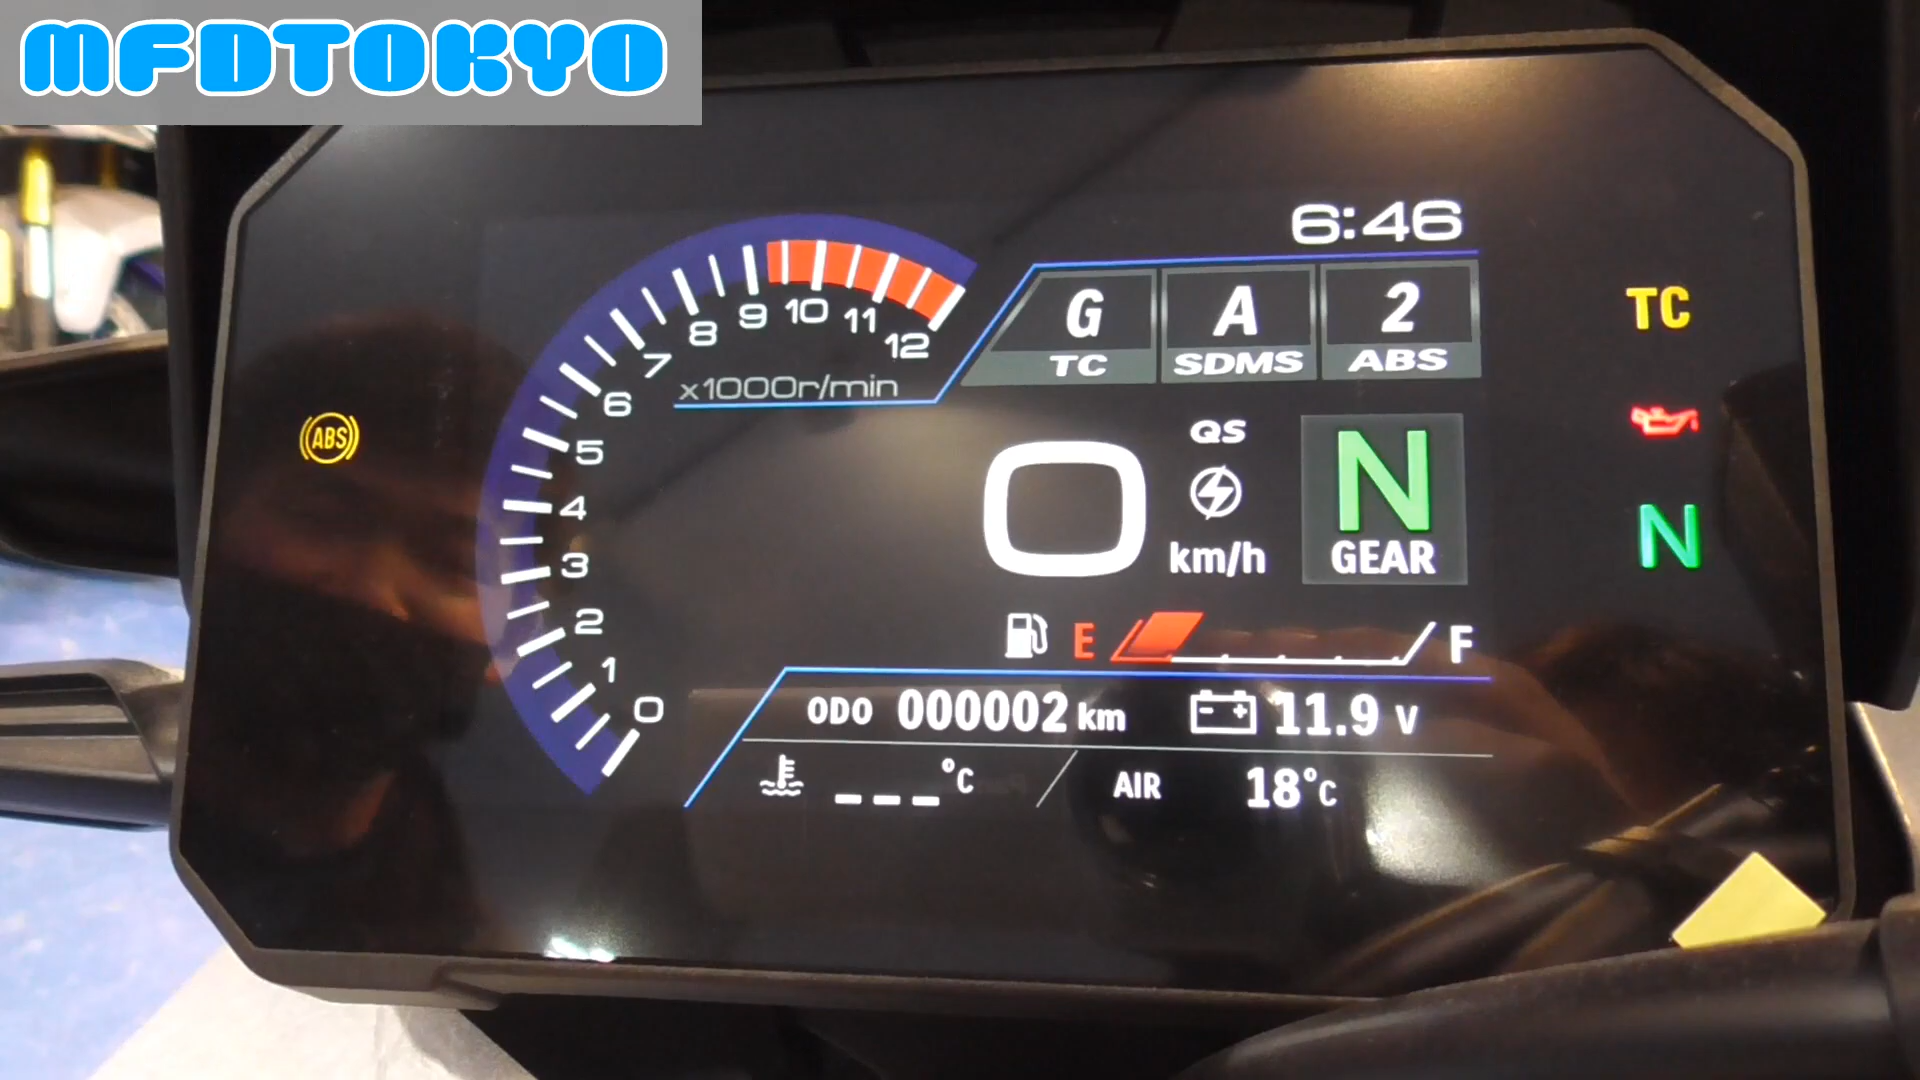 MFDTOKYO
6:46
G A 2
TC SDMS ABS
TC
0 1 2 3 4 5 6 7 8 9 10 11 12
x1000r/min
ABS
QS
0
km/h
N
GEAR
N
E F
ODO 000002 km 11.9 V
_ _ _ °C AIR 18°C